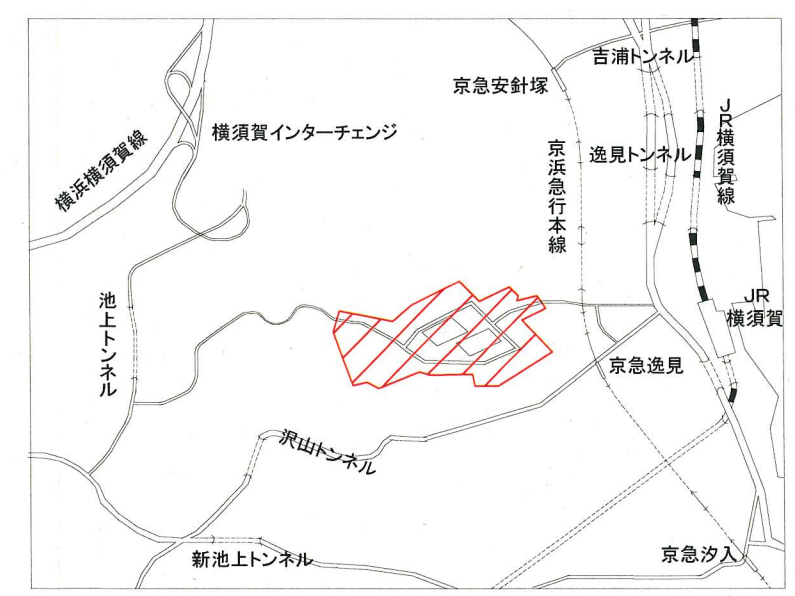 吉浦トンネル
京急安針塚
JR横須賀線
横須賀インターチェンジ
横浜横須賀線
京浜急行本線
逸見トンネル
池上トンネル
JR
横須賀
京急逸見
沢山トンネル
新池上トンネル
京急汐入